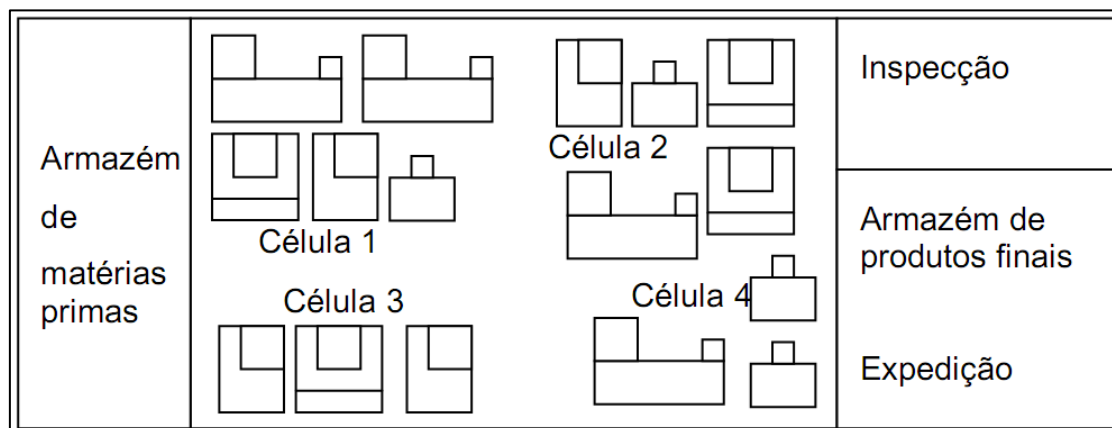 Armazém
de
matérias
primas
Célula 1
Célula 2
Célula 3
Célula 4
Inspecção
Armazém de
produtos finais
Expedição